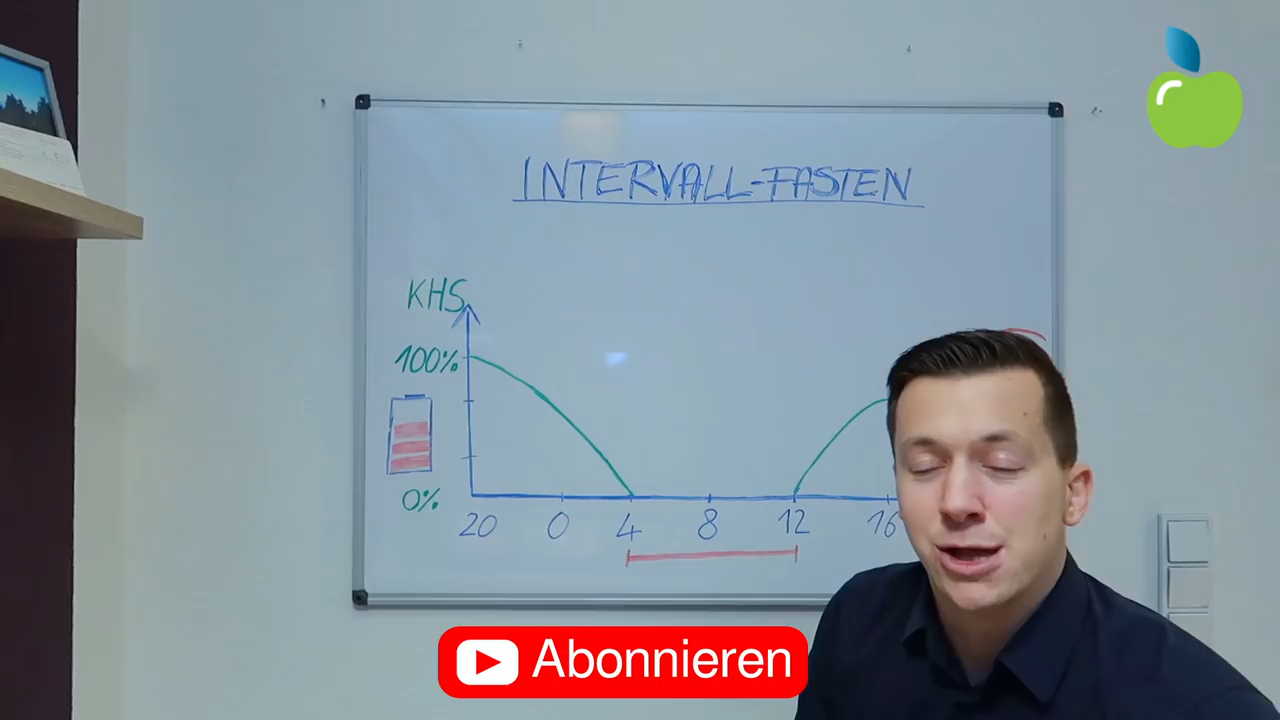 INTERVALL-FASTEN
KHS
100%
0%
20 0 4 8 12 16
Abonnieren